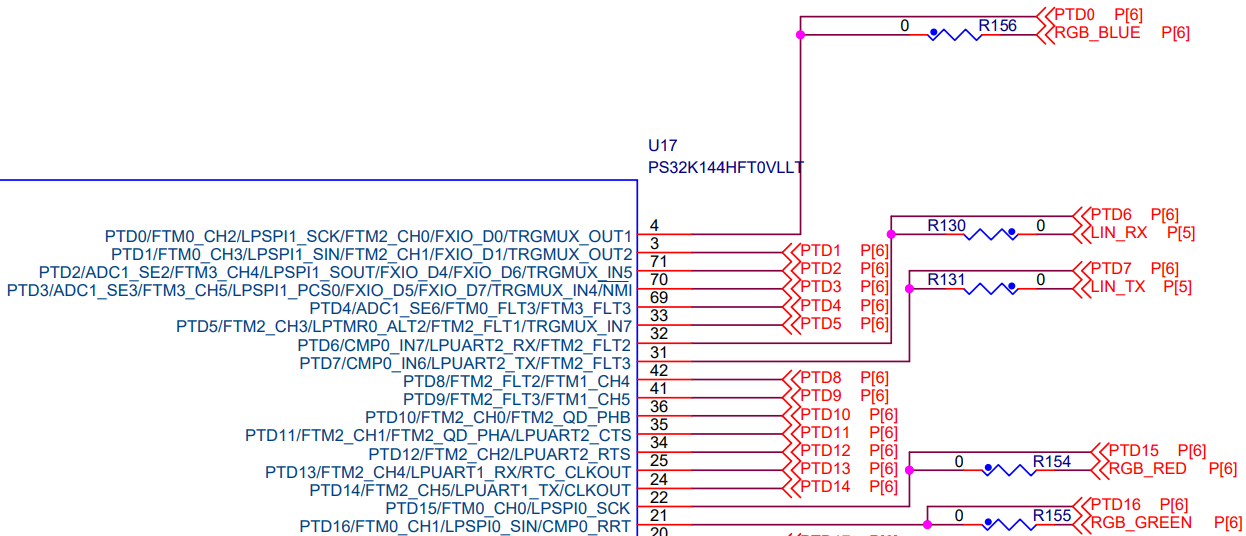 PTD0 P[6]
0 R156 RGB_BLUE P[6]
U17
PS32K144HFT0VLLT
PTD0/FTM0_CH2/LPSPI1_SCK/FTM2_CH0/FXIO_D0/TRGMUX_OUT1 4
PTD1/FTM0_CH3/LPSPI1_SIN/FTM2_CH1/FXIO_D1/TRGMUX_OUT2 3 PTD1 P[6]
PTD2/ADC1_SE2/FTM3_CH4/LPSPI1_SOUT/FXIO_D4/FXIO_D6/TRGMUX_IN5 71 PTD2 P[6]
PTD3/ADC1_SE3/FTM3_CH5/LPSPI1_PCS0/FXIO_D5/FXIO_D7/TRGMUX_IN4/NMI 70 PTD3 P[6]
PTD4/ADC1_SE6/FTM0_FLT3/FTM3_FLT3 69 PTD4 P[6]
PTD5/FTM2_CH3/LPTMR0_ALT2/FTM2_FLT1/TRGMUX_IN7 33 PTD5 P[6]
PTD6/CMP0_IN7/LPUART2_RX/FTM2_FLT2 32
PTD7/CMP0_IN6/LPUART2_TX/FTM2_FLT3 31
PTD6 P[6]
R130 0 LIN_RX P[5]
PTD7 P[6]
R131 0 LIN_TX P[5]
PTD8/FTM2_FLT2/FTM1_CH4 42 PTD8 P[6]
PTD9/FTM2_FLT3/FTM1_CH5 41 PTD9 P[6]
PTD10/FTM2_CH0/FTM2_QD_PHB 36 PTD10 P[6]
PTD11/FTM2_CH1/FTM2_QD_PHA/LPUART2_CTS 35 PTD11 P[6]
PTD12/FTM2_CH2/LPUART2_RTS 34 PTD12 P[6]
PTD13/FTM2_CH4/LPUART1_RX/RTC_CLKOUT 25 PTD13 P[6]
PTD14/FTM2_CH5/LPUART1_TX/CLKOUT 24 PTD14 P[6]
PTD15/FTM0_CH0/LPSPI0_SCK 22
PTD16/FTM0_CH1/LPSPI0_SIN/CMP0_RRT 21
20
PTD15 P[6]
0 R154 RGB_RED P[6]
PTD16 P[6]
0 R155 RGB_GREEN P[6]